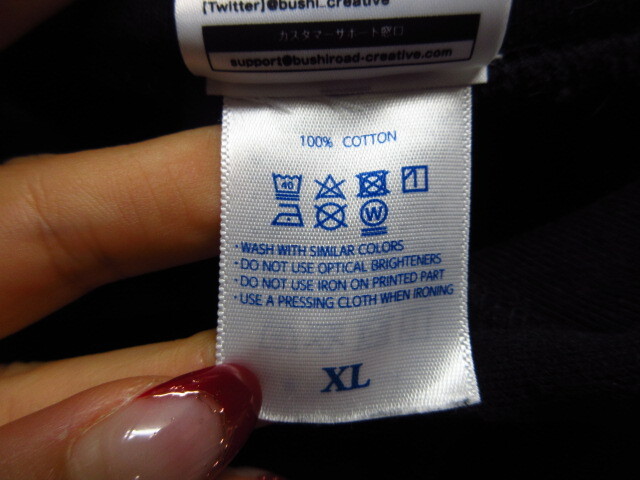 [Twitter]@bushi_creative
カスタマーサポート窓口
support@bushiroad-creative.com
100% COTTON
40
W
・WASH WITH SIMILAR COLORS
・DO NOT USE OPTICAL BRIGHTENERS
・DO NOT USE IRON ON PRINTED PART
・USE A PRESSING CLOTH WHEN IRONING
XL